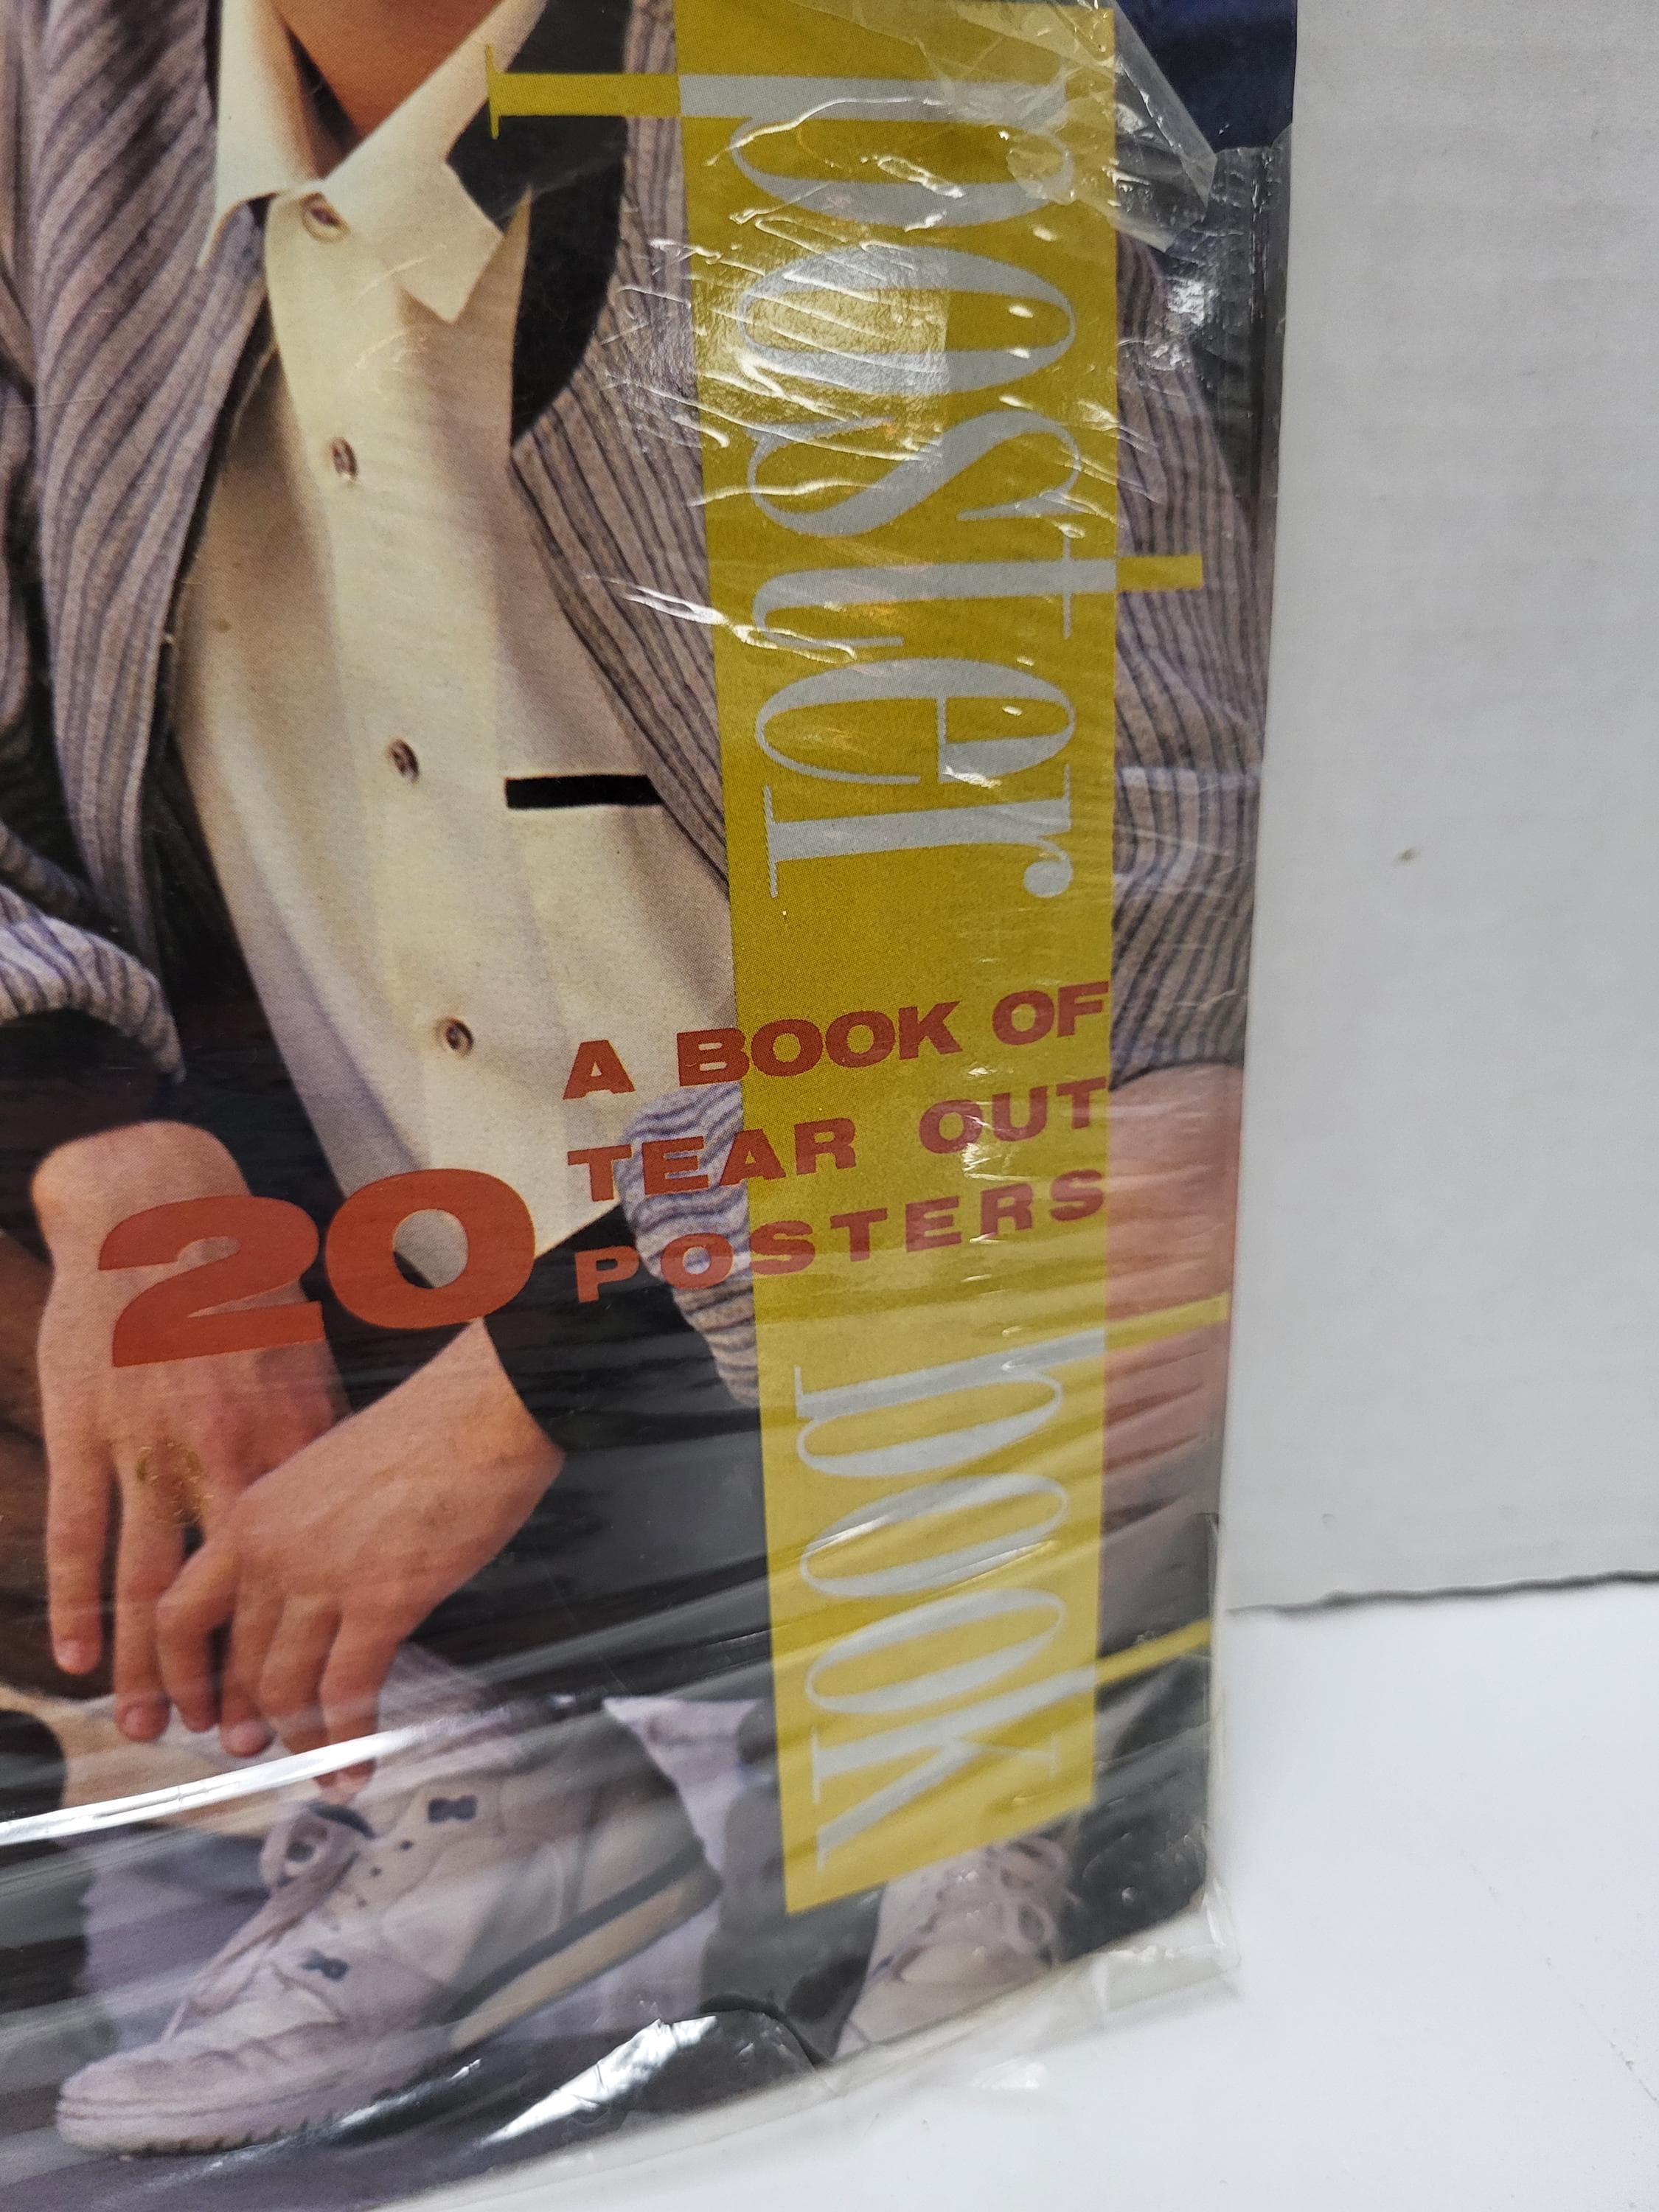 poster book
A BOOK OF
TEAR OUT
20 POSTERS